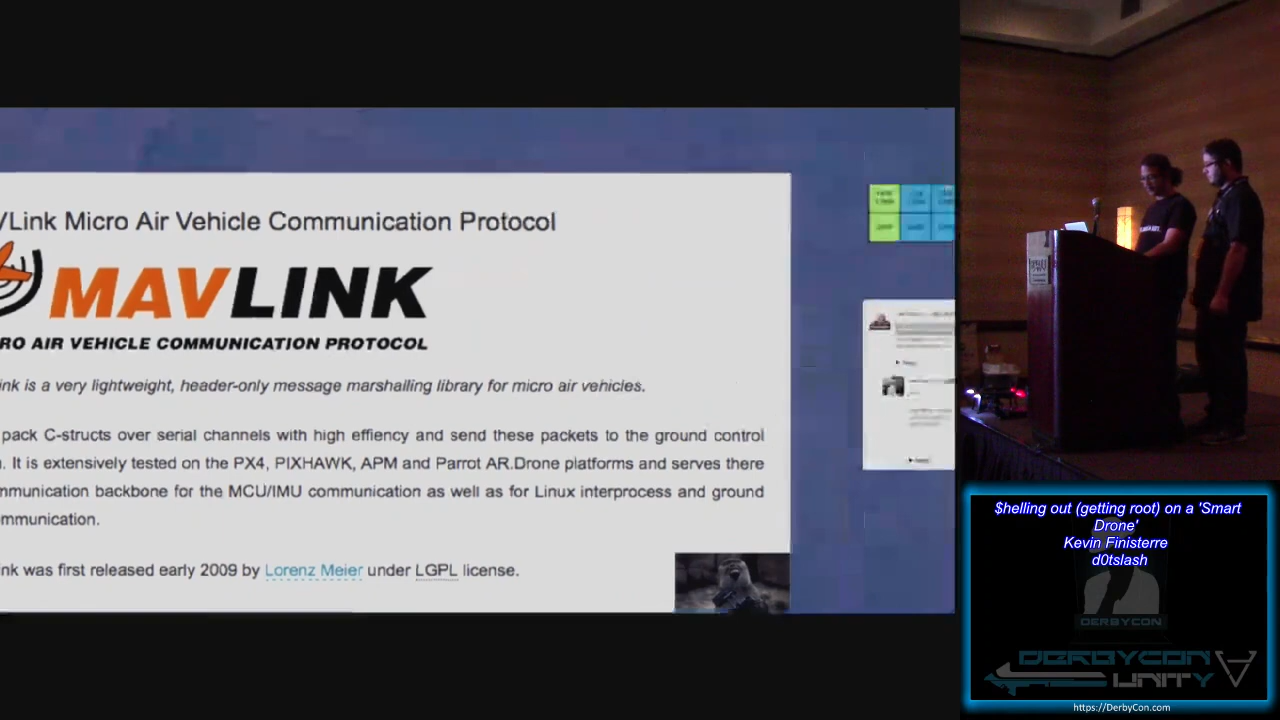 VLink Micro Air Vehicle Communication Protocol
MAVLINK
RO AIR VEHICLE COMMUNICATION PROTOCOL
ink is a very lightweight, header-only message marshalling library for micro air vehicles.
pack C-structs over serial channels with high effiency and send these packets to the ground control
. It is extensively tested on the PX4, PIXHAWK, APM and Parrot AR.Drone platforms and serves there
mmunication backbone for the MCU/IMU communication as well as for Linux interprocess and ground
mmunication.
ink was first released early 2009 by Lorenz Meier under LGPL license.
$helling out (getting root) on a 'Smart
Drone'
Kevin Finisterre
d0tslash
DERBYCON
DERBYCON
UNITY
https://DerbyCon.com